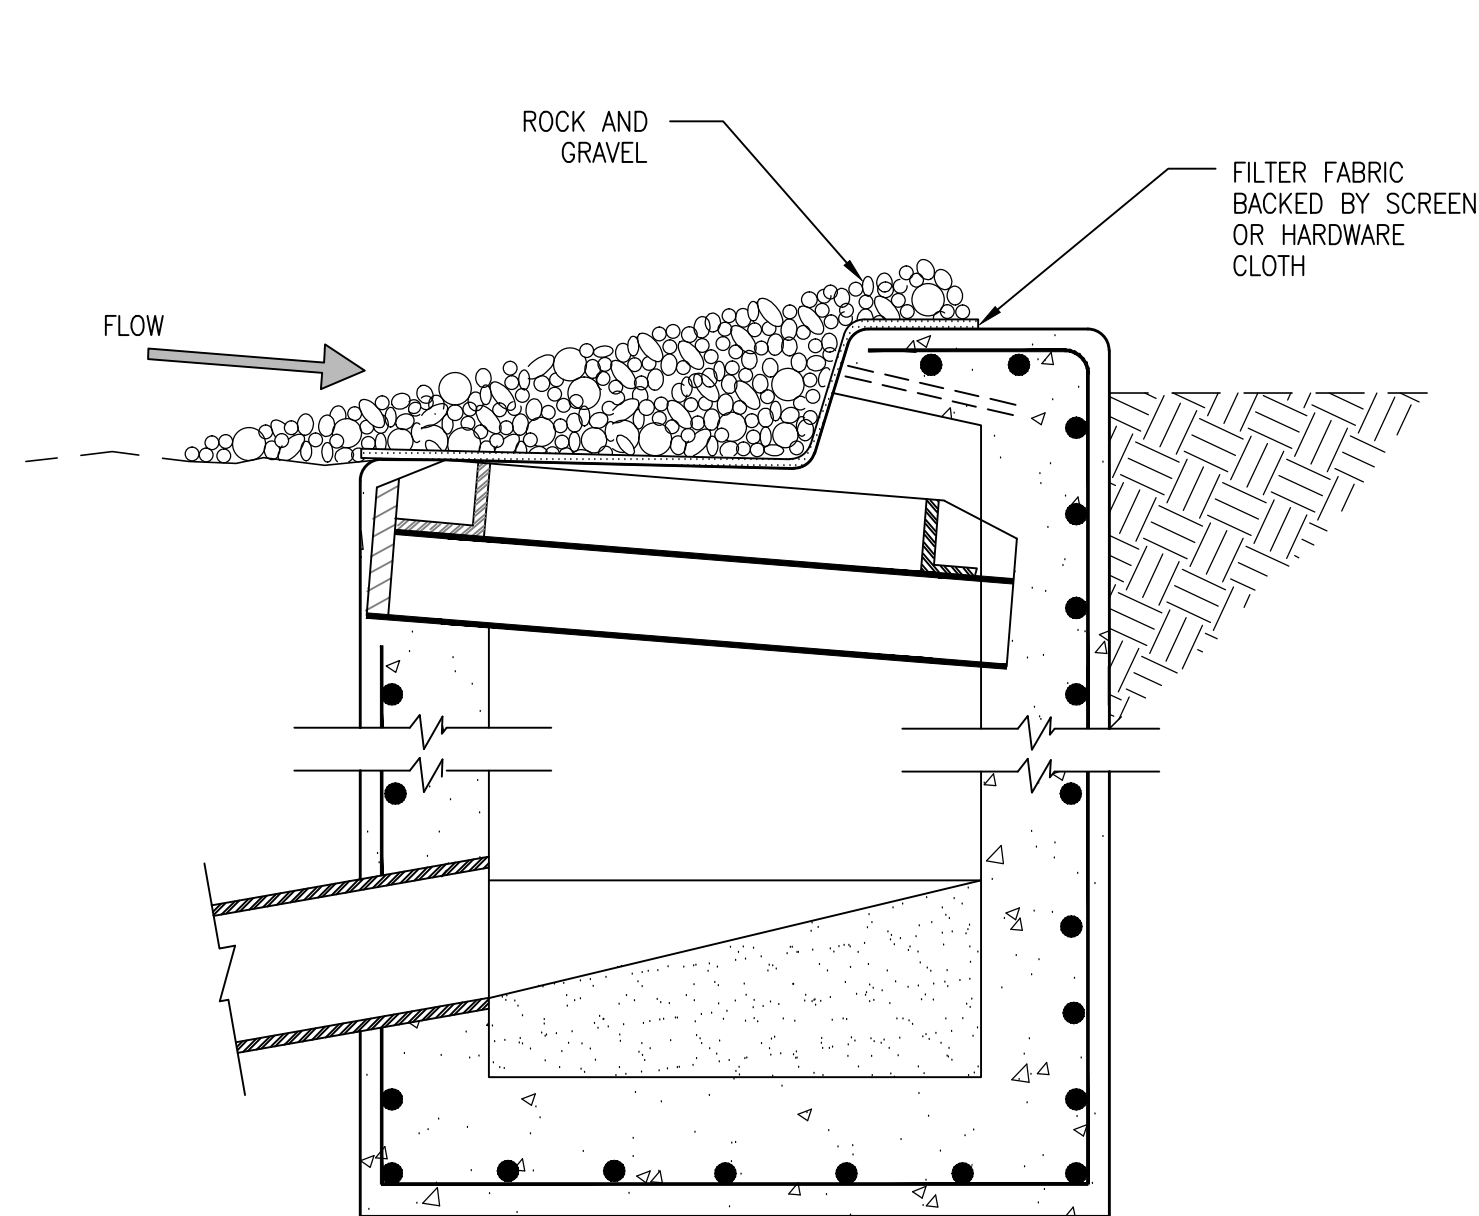 ROCK AND
GRAVEL
FILTER FABRIC
BACKED BY SCREEN
OR HARDWARE
CLOTH
FLOW